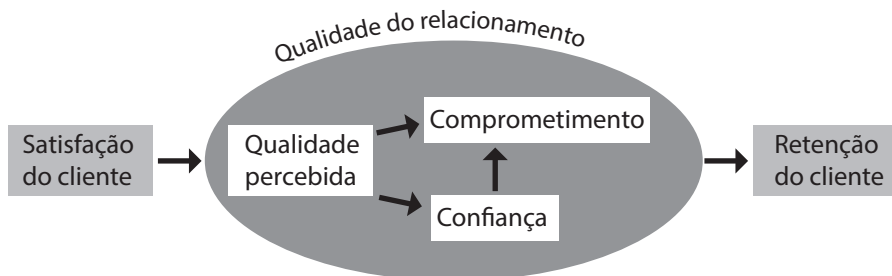 Qualidade do relacionamento
Satisfação
do cliente
Qualidade
percebida
Comprometimento
Confiança
Retenção
do cliente